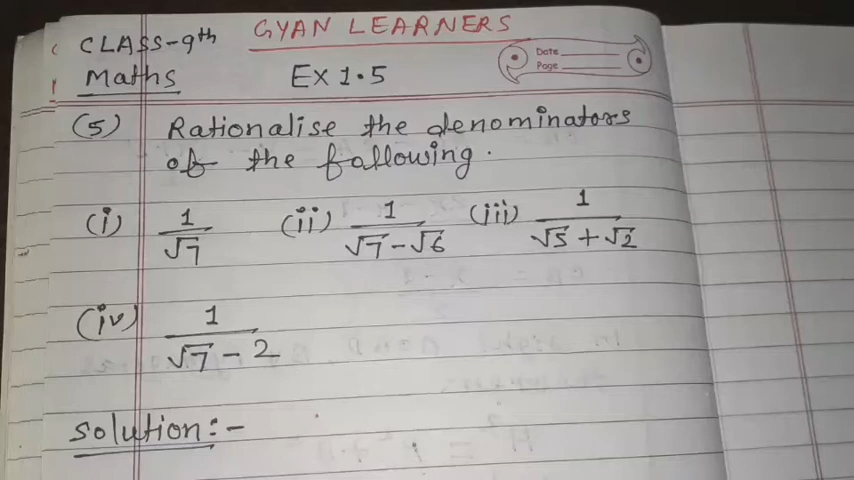 CLASS-9th GYAN LEARNERS
Maths Ex 1.5
Date
Page
(5) Rationalise the denominators
of the following.
(i) 1/√7 (ii) 1/(√7-√6) (iii) 1/(√5+√2)
(iv) 1/(√7-2)
Solution:-